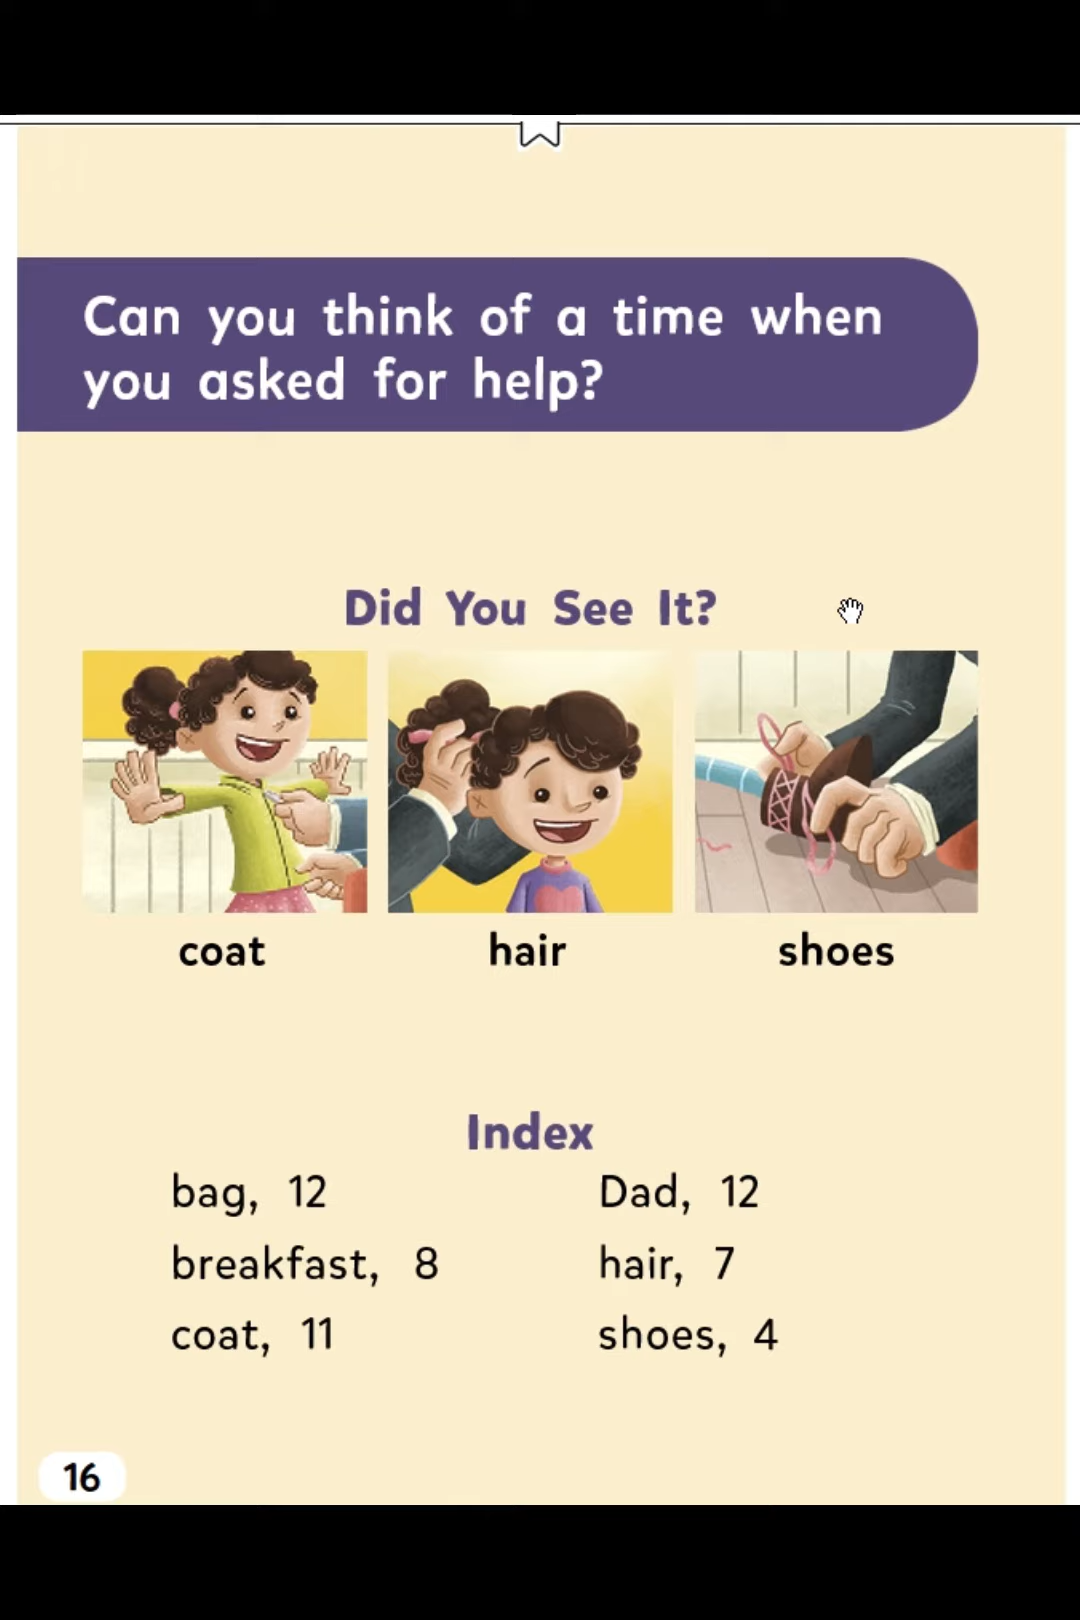 Can you think of a time when
you asked for help?
Did You See It?
coat
hair
shoes
Index
bag, 12
breakfast, 8
coat, 11
Dad, 12
hair, 7
shoes, 4
16